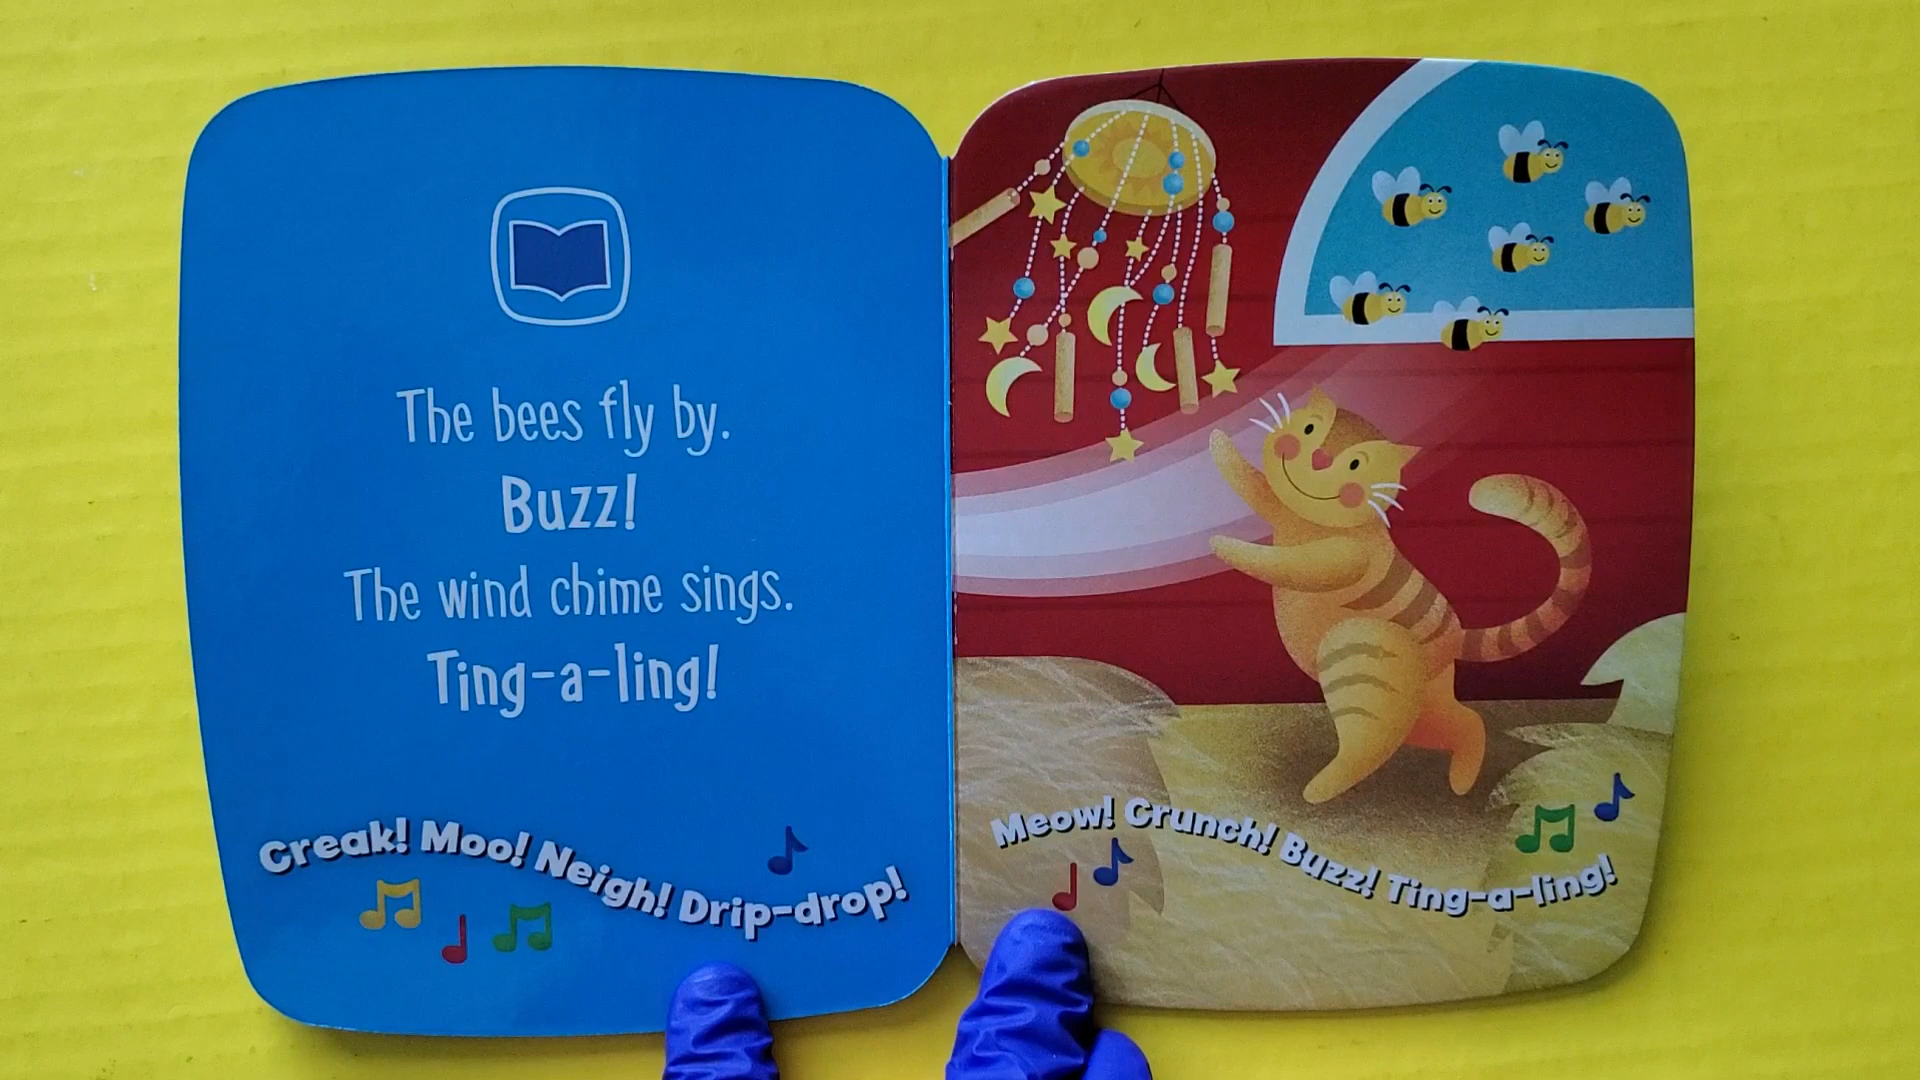 The bees fly by.
Buzz!
The wind chime sings.
Ting-a-ling!
Creak! Moo! Neigh! Drip-drop!
Meow! Crunch! Buzz! Ting-a-ling!